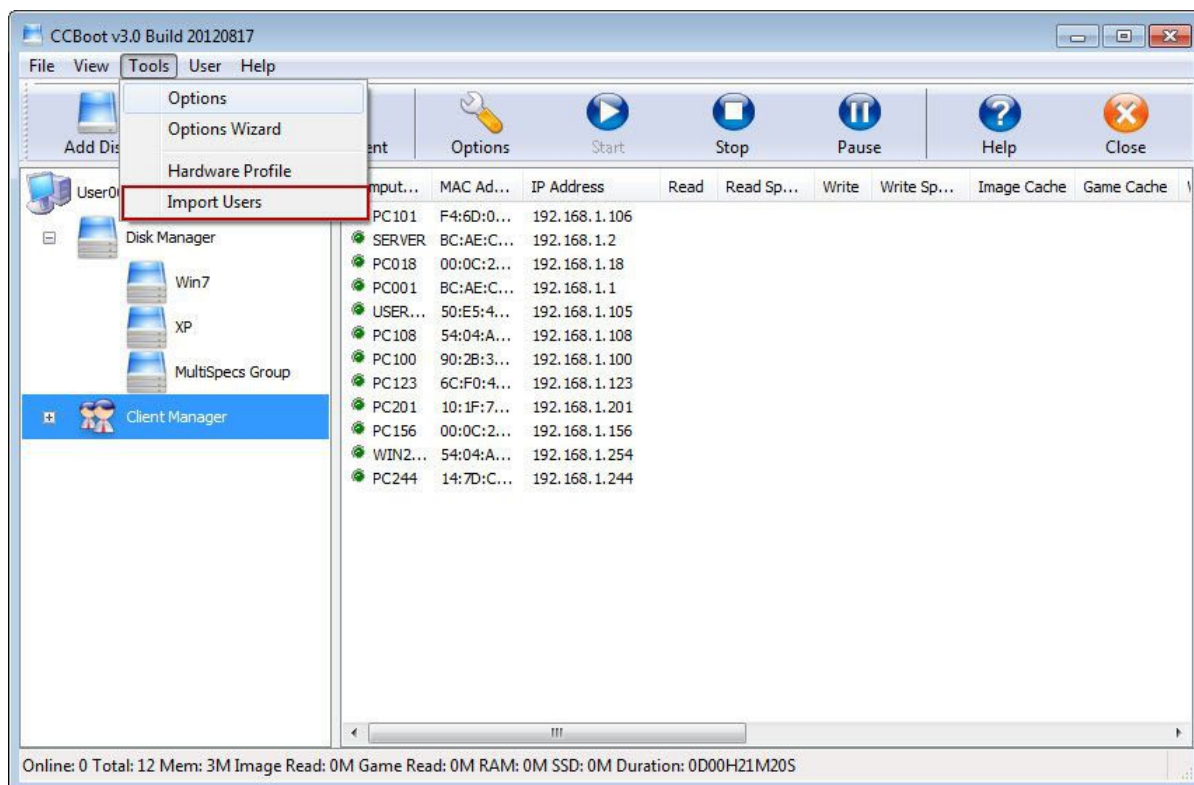 CCBoot v3.0 Build 20120817
File View Tools User Help
Options
Options Wizard
Hardware Profile
Import Users
Add Dis
ent
Options
Start
Stop
Pause
Help
Close
User0
Disk Manager
Win7
XP
MultiSpecs Group
Client Manager
mput... MAC Ad... IP Address Read Read Sp... Write Write Sp... Image Cache Game Cache
PC101 F4:6D:0... 192.168.1.106
SERVER BC:AE:C... 192.168.1.2
PC018 00:0C:2... 192.168.1.18
PC001 BC:AE:C... 192.168.1.1
USER... 50:E5:4... 192.168.1.105
PC108 54:04:A... 192.168.1.108
PC100 90:2B:3... 192.168.1.100
PC123 6C:F0:4... 192.168.1.123
PC201 10:1F:7... 192.168.1.201
PC156 00:0C:2... 192.168.1.156
WIN2... 54:04:A... 192.168.1.254
PC244 14:7D:C... 192.168.1.244
Online: 0 Total: 12 Mem: 3M Image Read: 0M Game Read: 0M RAM: 0M SSD: 0M Duration: 0D00H21M20S